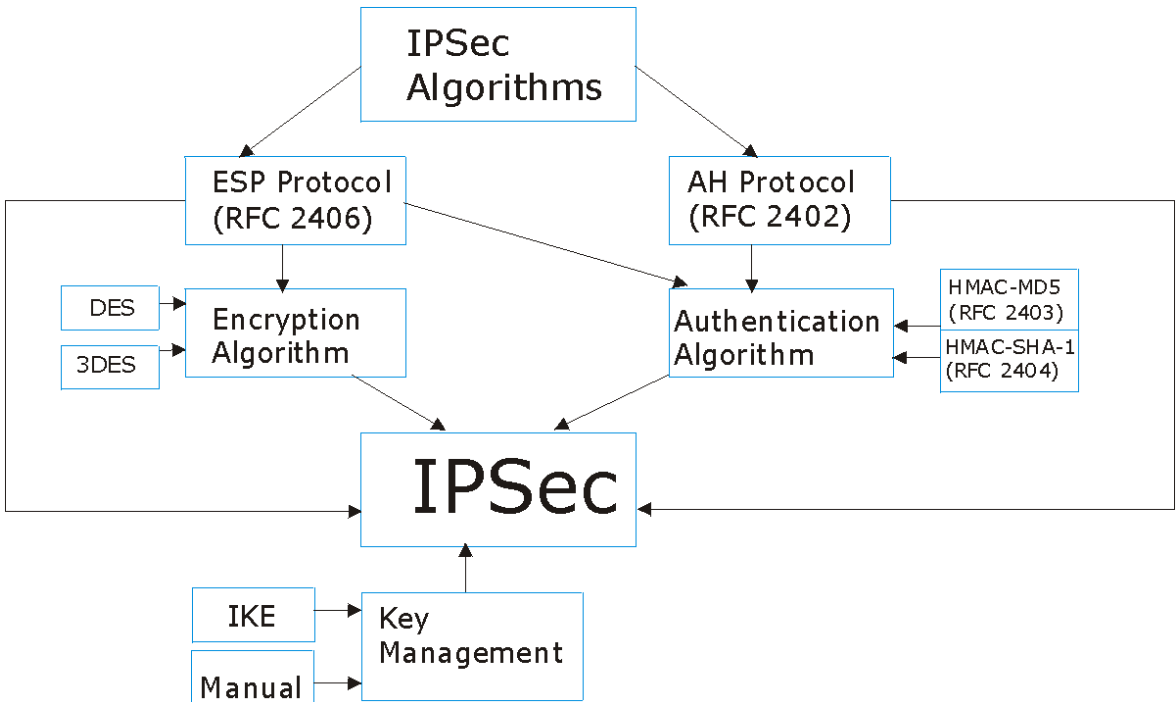 IPSec
Algorithms
ESP Protocol
(RFC 2406)
AH Protocol
(RFC 2402)
DES
3DES
Encryption
Algorithm
Authentication
Algorithm
HMAC-MD5
(RFC 2403)
HMAC-SHA-1
(RFC 2404)
IPSec
IKE
Manual
Key
Management